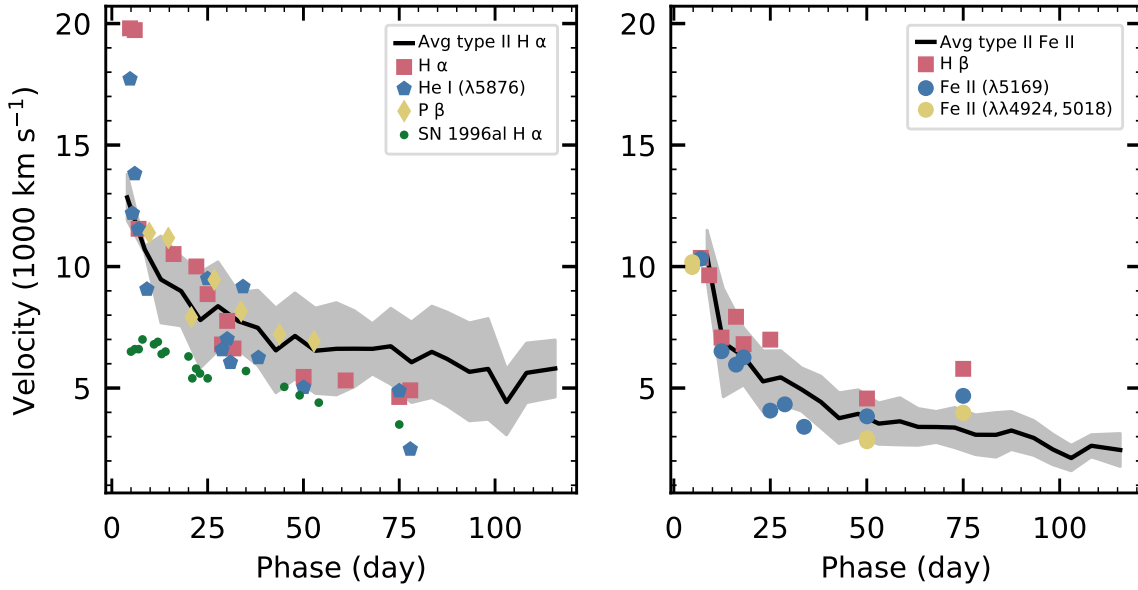 Velocity (1000 km s⁻¹)
20
15
10
5
0 25 50 75 100
Phase (day)
Avg type II H α
H α
He I (λ5876)
P β
SN 1996al H α
20
15
10
5
0 25 50 75 100
Phase (day)
Avg type II Fe II
H β
Fe II (λ5169)
Fe II (λλ4924, 5018)